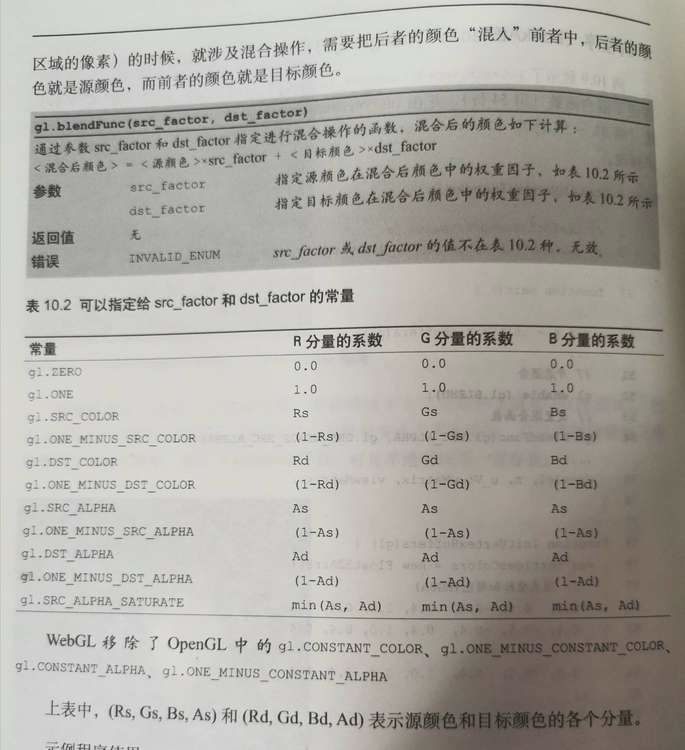 区域的像素）的时候，就涉及混合操作，需要把后者的颜色“混入”前者中，后者的颜
色就是源颜色，而前者的颜色就是目标颜色。
gl.blendFunc(src_factor, dst_factor)
通过参数 src_factor 和 dst_factor 指定进行混合操作的函数，混合后的颜色如下计算：
<混合后颜色> = <源颜色>×src_factor + <目标颜色>×dst_factor
参数 src_factor 指定源颜色在混合后颜色中的权重因子，如表 10.2 所示
dst_factor 指定目标颜色在混合后颜色中的权重因子，如表 10.2 所示
返回值 无
错误 INVALID_ENUM src_factor 或 dst_factor 的值不在表 10.2 种，无效
表 10.2 可以指定给 src_factor 和 dst_factor 的常量
常量 R 分量的系数 G 分量的系数 B 分量的系数
gl.ZERO 0.0 0.0 0.0
gl.ONE 1.0 1.0 1.0
gl.SRC_COLOR Rs Gs Bs
gl.ONE_MINUS_SRC_COLOR (1-Rs) (1-Gs) (1-Bs)
gl.DST_COLOR Rd Gd Bd
gl.ONE_MINUS_DST_COLOR (1-Rd) (1-Gd) (1-Bd)
gl.SRC_ALPHA As As As
gl.ONE_MINUS_SRC_ALPHA (1-As) (1-As) (1-As)
gl.DST_ALPHA Ad Ad Ad
gl.ONE_MINUS_DST_ALPHA (1-Ad) (1-Ad) (1-Ad)
gl.SRC_ALPHA_SATURATE min(As, Ad) min(As, Ad) min(As, Ad)
WebGL 移除了 OpenGL 中的 gl.CONSTANT_COLOR、gl.ONE_MINUS_CONSTANT_COLOR、
gl.CONSTANT_ALPHA、gl.ONE_MINUS_CONSTANT_ALPHA
上表中，(Rs, Gs, Bs, As) 和 (Rd, Gd, Bd, Ad) 表示源颜色和目标颜色的各个分量。